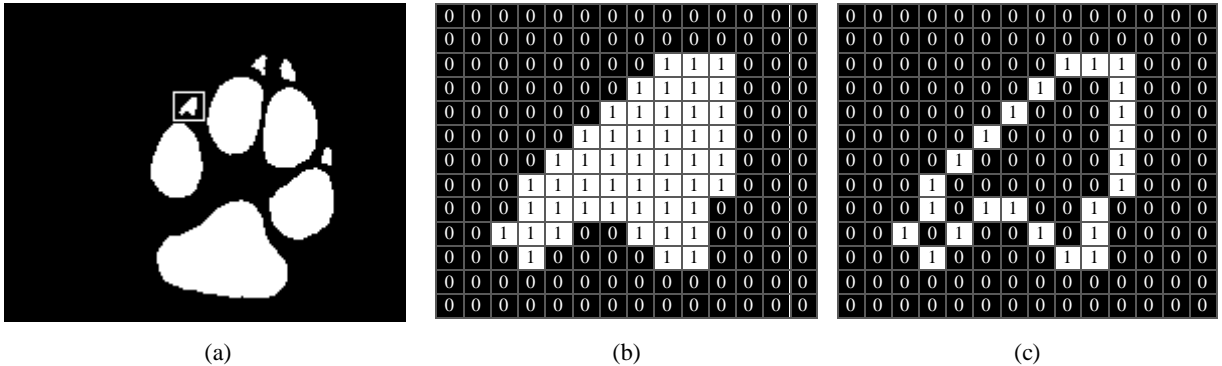 0 0 0 0 0 0 0 0 0 0 0 0 0 0
0 0 0 0 0 0 0 0 0 0 0 0 0 0
0 0 0 0 0 0 0 0 1 1 1 0 0 0
0 0 0 0 0 0 0 1 1 1 1 0 0 0
0 0 0 0 0 0 1 1 1 1 1 0 0 0
0 0 0 0 0 1 1 1 1 1 1 0 0 0
0 0 0 0 1 1 1 1 1 1 1 0 0 0
0 0 0 1 1 1 1 1 1 1 1 0 0 0
0 0 0 1 1 1 1 1 1 1 0 0 0 0
0 0 1 1 1 0 0 1 1 1 0 0 0 0
0 0 0 1 0 0 0 0 1 1 0 0 0 0
0 0 0 0 0 0 0 0 0 0 0 0 0 0
0 0 0 0 0 0 0 0 0 0 0 0 0 0
0 0 0 0 0 0 0 0 0 0 0 0 0 0
0 0 0 0 0 0 0 0 0 0 0 0 0 0
0 0 0 0 0 0 0 0 1 1 1 0 0 0
0 0 0 0 0 0 0 1 0 0 1 0 0 0
0 0 0 0 0 0 1 0 0 0 1 0 0 0
0 0 0 0 0 1 0 0 0 0 1 0 0 0
0 0 0 0 1 0 0 0 0 0 1 0 0 0
0 0 0 1 0 0 0 0 0 0 1 0 0 0
0 0 0 1 0 1 1 0 0 1 0 0 0 0
0 0 1 0 1 0 0 1 0 1 0 0 0 0
0 0 0 1 0 0 0 0 1 1 0 0 0 0
0 0 0 0 0 0 0 0 0 0 0 0 0 0
0 0 0 0 0 0 0 0 0 0 0 0 0 0
(a) (b) (c)